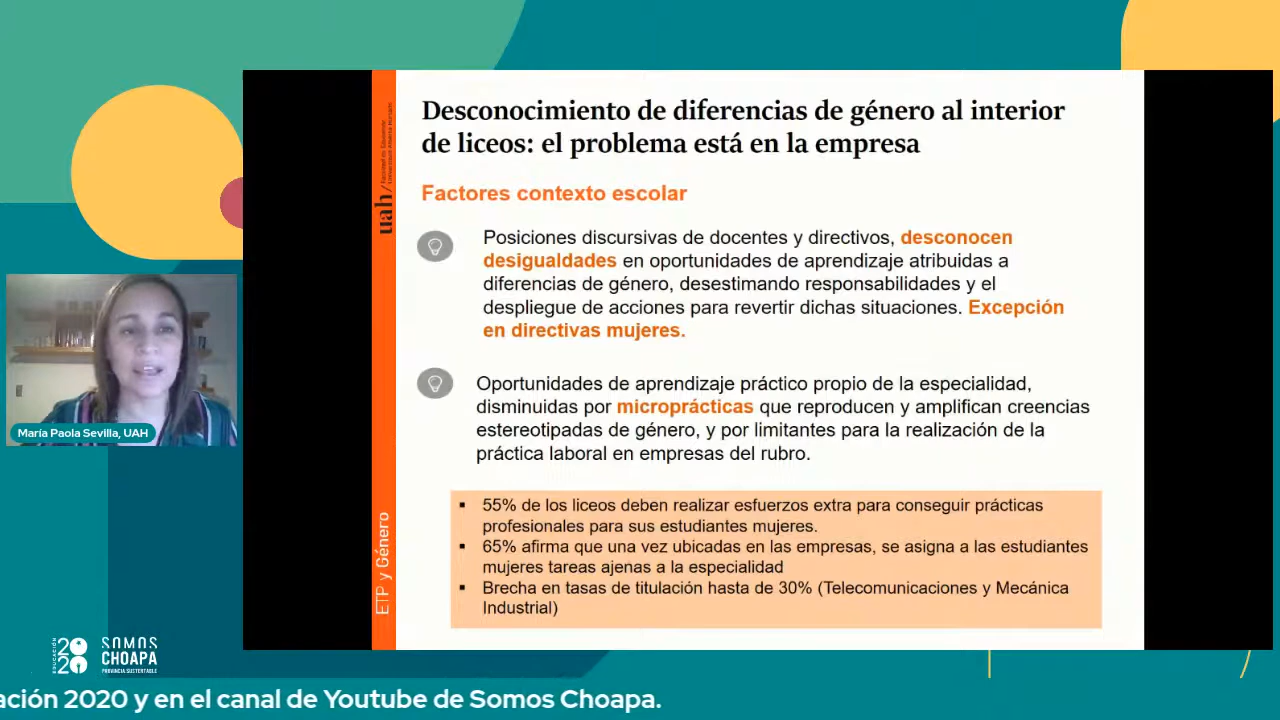 Desconocimiento de diferencias de género al interior
de liceos: el problema está en la empresa
Factores contexto escolar
Posiciones discursivas de docentes y directivos, desconocen
desigualdades en oportunidades de aprendizaje atribuidas a
diferencias de género, desestimando responsabilidades y el
despliegue de acciones para revertir dichas situaciones. Excepción
en directivas mujeres.
Oportunidades de aprendizaje práctico propio de la especialidad,
disminuidas por microprácticas que reproducen y amplifican creencias
estereotipadas de género, y por limitantes para la realización de la
práctica laboral en empresas del rubro.
▪ 55% de los liceos deben realizar esfuerzos extra para conseguir prácticas
profesionales para sus estudiantes mujeres.
▪ 65% afirma que una vez ubicadas en las empresas, se asigna a las estudiantes
mujeres tareas ajenas a la especialidad
▪ Brecha en tasas de titulación hasta de 30% (Telecomunicaciones y Mecánica
Industrial)
uah/
ETP y Género
María Paola Sevilla, UAH
EDUCACIÓN
20
20
SOMOS
CHOAPA
PROVINCIA SUSTENTABLE
ación 2020 y en el canal de Youtube de Somos Choapa.